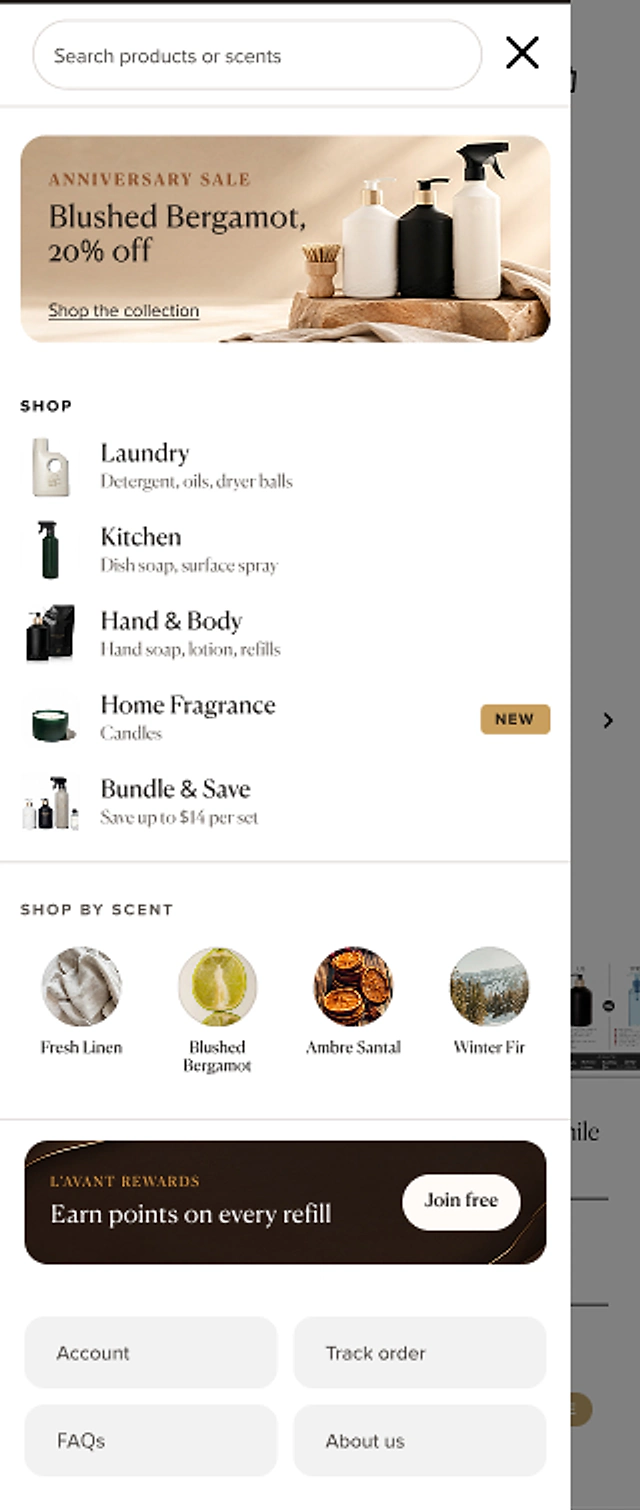 Search products or scents
ANNIVERSARY SALE
Blushed Bergamot,
20% off
Shop the collection
SHOP
Laundry
Detergent, oils, dryer balls
Kitchen
Dish soap, surface spray
Hand & Body
Hand soap, lotion, refills
Home Fragrance
Candles
NEW
Bundle & Save
Save up to $14 per set
SHOP BY SCENT
Fresh Linen
Blushed
Bergamot
Ambre Santal
Winter Fir
L'AVANT REWARDS
Earn points on every refill
Join free
Account
Track order
FAQs
About us